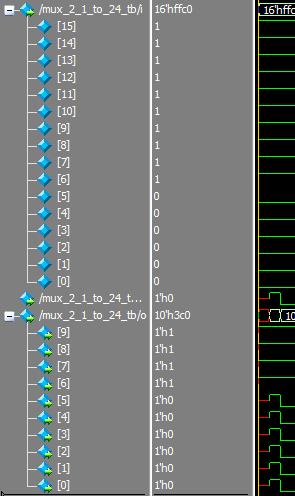 /mux_2_1_to_24_tb/i 16'hffc0 16'hffc
[15] 1
[14] 1
[13] 1
[12] 1
[11] 1
[10] 1
[9] 1
[8] 1
[7] 1
[6] 1
[5] 0
[4] 0
[3] 0
[2] 0
[1] 0
[0] 0
/mux_2_1_to_24_t... 1'h0
/mux_2_1_to_24_tb/o 10'h3c0 10
[9] 1'h1
[8] 1'h1
[7] 1'h1
[6] 1'h1
[5] 1'h0
[4] 1'h0
[3] 1'h0
[2] 1'h0
[1] 1'h0
[0] 1'h0